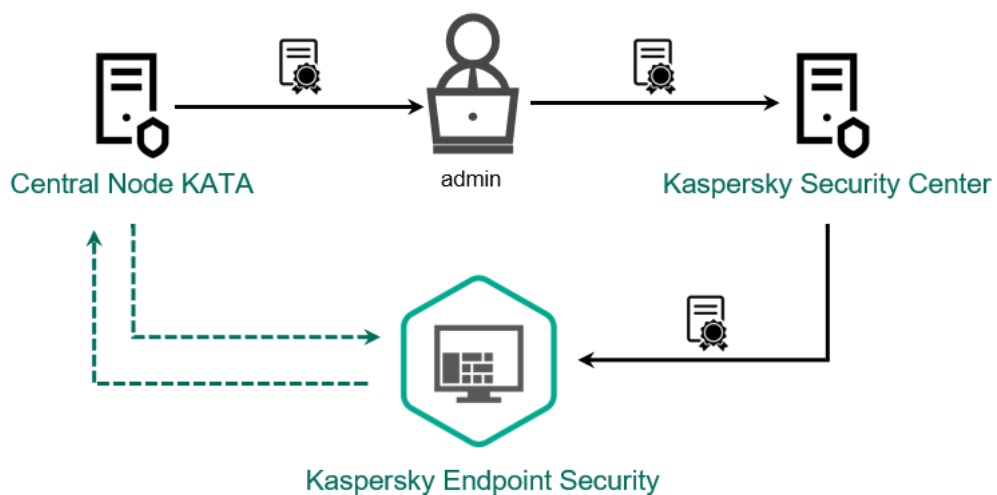 admin
Central Node KATA
Kaspersky Security Center
Kaspersky Endpoint Security